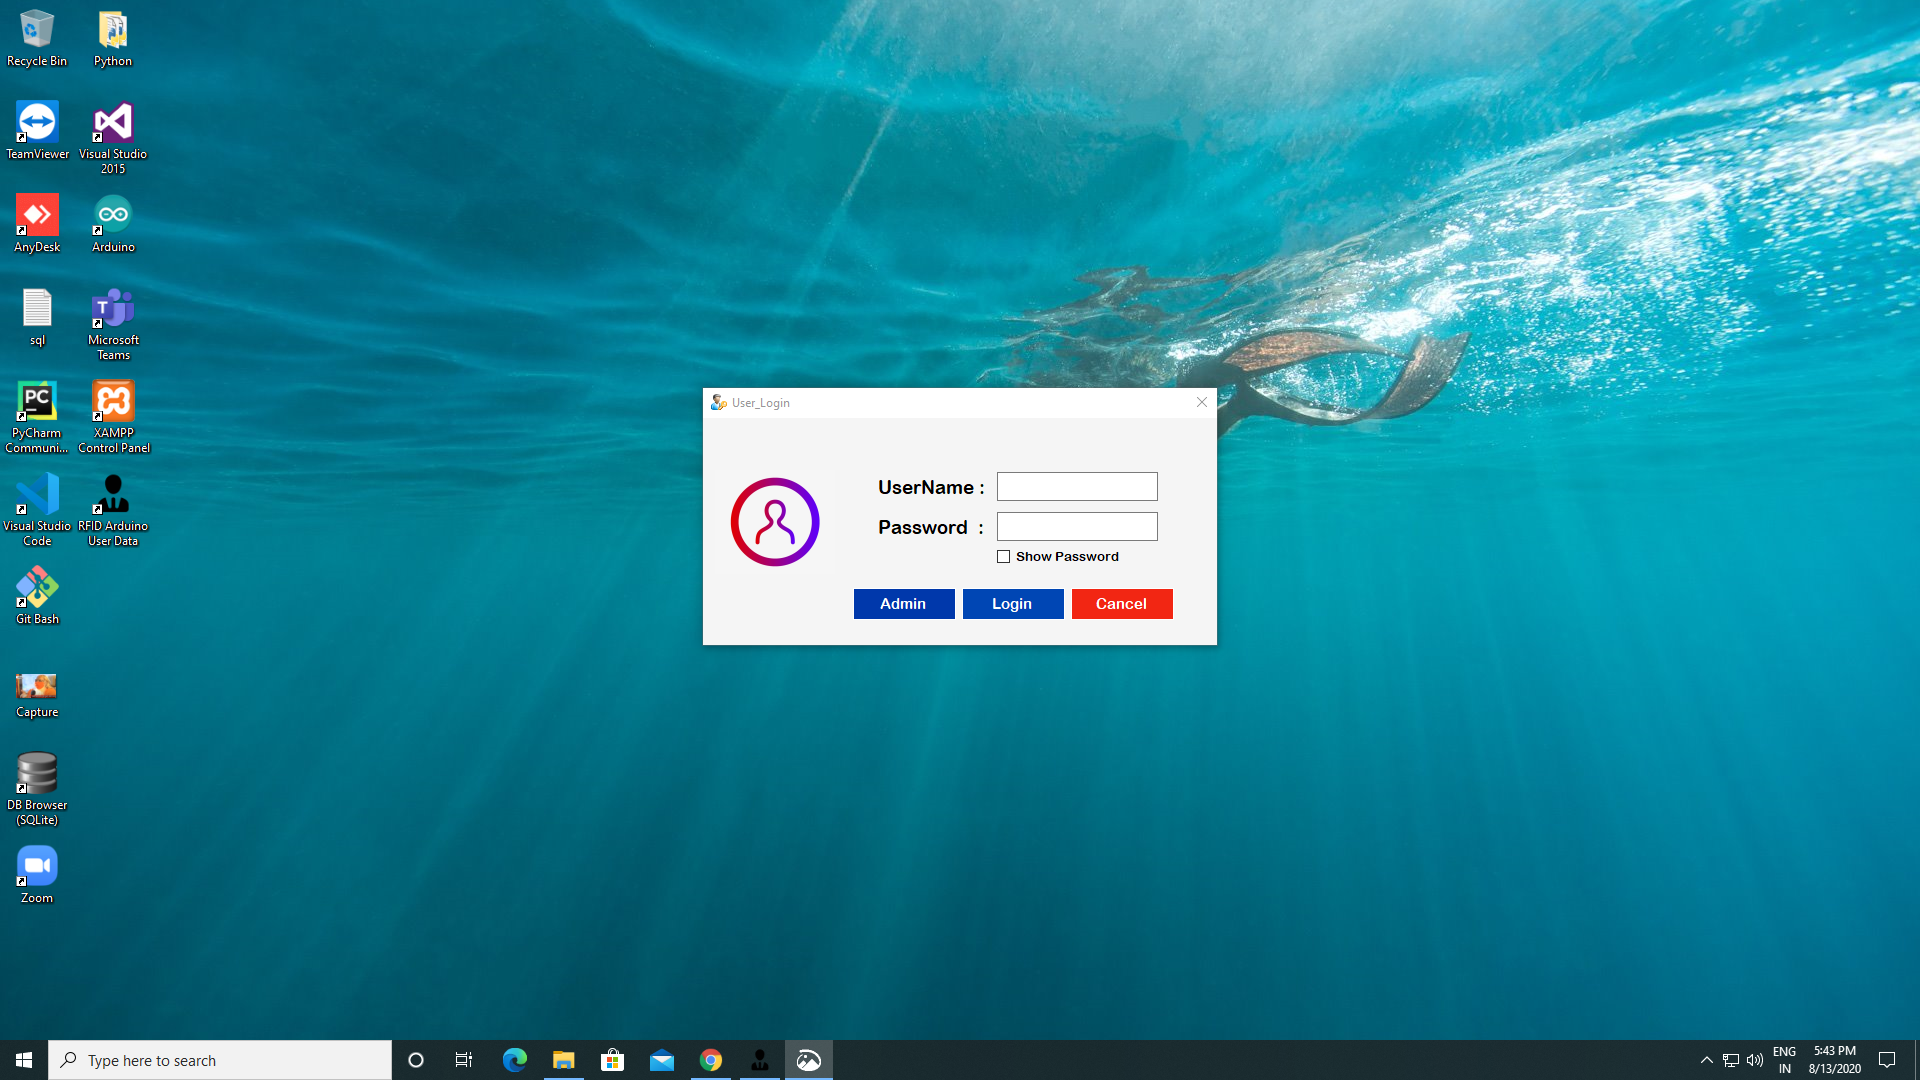 Recycle Bin
Python
TeamViewer
Visual Studio
2015
AnyDesk
Arduino
sql
T
Microsoft
Teams
PC
PyCharm
Communi...
XAMPP
Control Panel
Visual Studio
Code
RFID Arduino
User Data
Git Bash
Capture
DB Browser
(SQLite)
Zoom
User_Login
UserName :
Password :
Show Password
Admin
Login
Cancel
Type here to search
ENG
IN
5:43 PM
8/13/2020